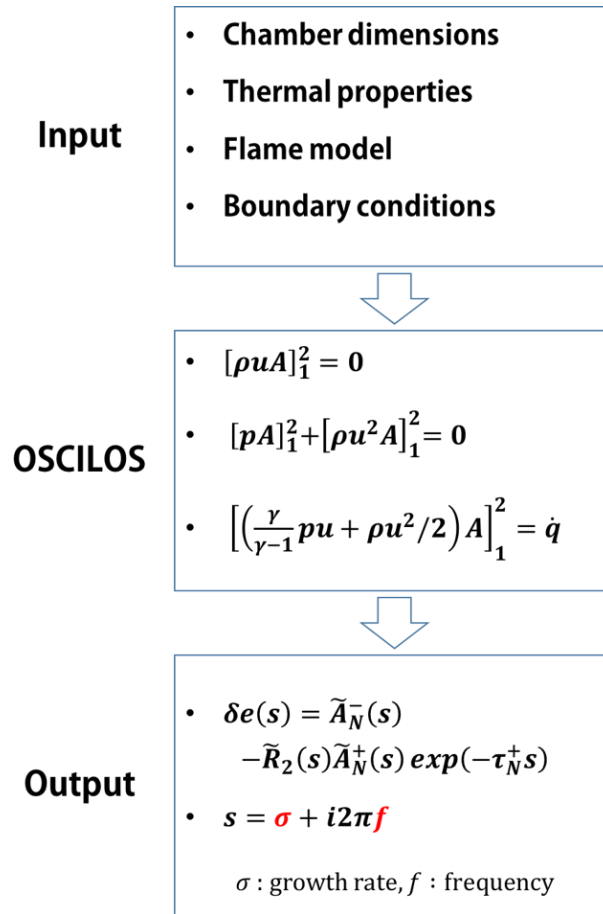 Input
• Chamber dimensions
• Thermal properties
• Flame model
• Boundary conditions
OSCILOS
• [ρuA]₁² = 0
• [pA]₁²+[ρu²A]₁²= 0
• [(γ/(γ−1) pu + ρu²/2) A]₁² = q̇
Output
• δe(s) = Ã_N⁻(s)
−R̃₂(s)Ã_N⁺(s) exp(−τ_N⁺s)
• s = σ + i2πf
σ : growth rate, f : frequency